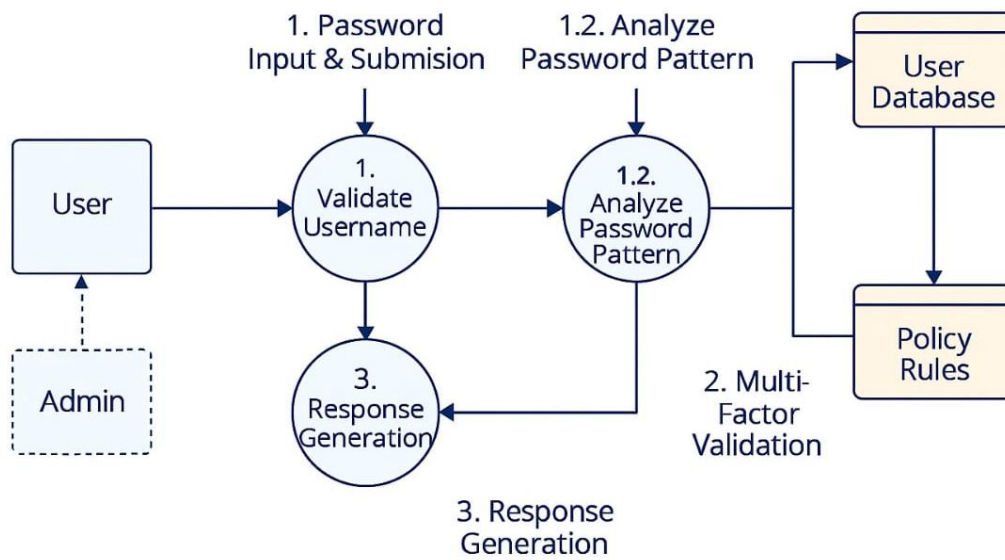 1. Password
Input & Submision
1.2. Analyze
Password Pattern
User
Database
User
1.
Validate
Username
1.2.
Analyze
Password
Pattern
Admin
3.
Response
Generation
Policy
Rules
2. Multi-
Factor
Validation
3. Response
Generation